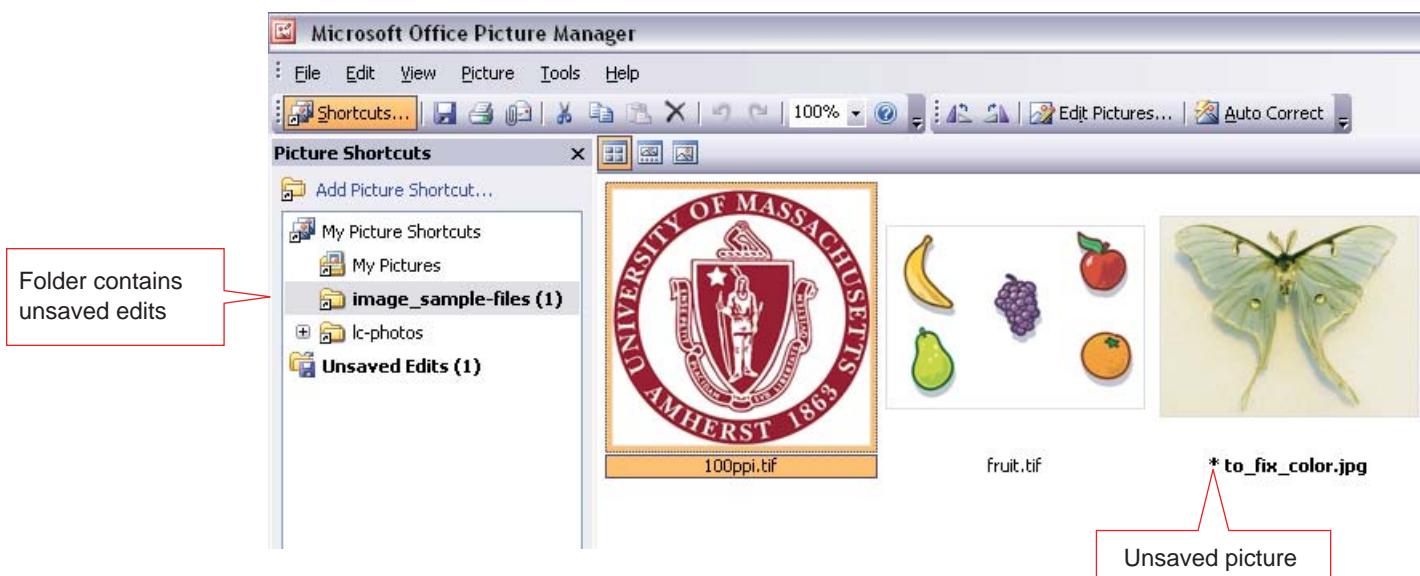 Microsoft Office Picture Manager
File Edit View Picture Tools Help
Shortcuts... 100% Edit Pictures... Auto Correct
Picture Shortcuts
Add Picture Shortcut...
My Picture Shortcuts
My Pictures
image_sample-files (1)
lc-photos
Unsaved Edits (1)
Folder contains
unsaved edits
UNIVERSITY OF MASSACHUSETTS
AMHERST 1863
100ppi.tif
fruit.tif
* to_fix_color.jpg
Unsaved picture